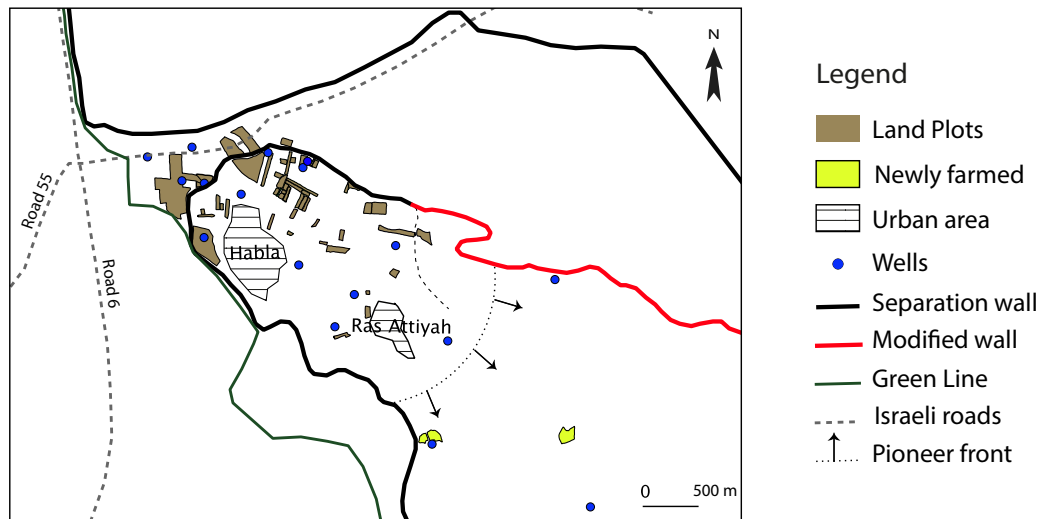 N
Road 55
Road 6
Habla
Ras Attiyah
0 500 m
Legend
Land Plots
Newly farmed
Urban area
Wells
Separation wall
Modified wall
Green Line
Israeli roads
Pioneer front